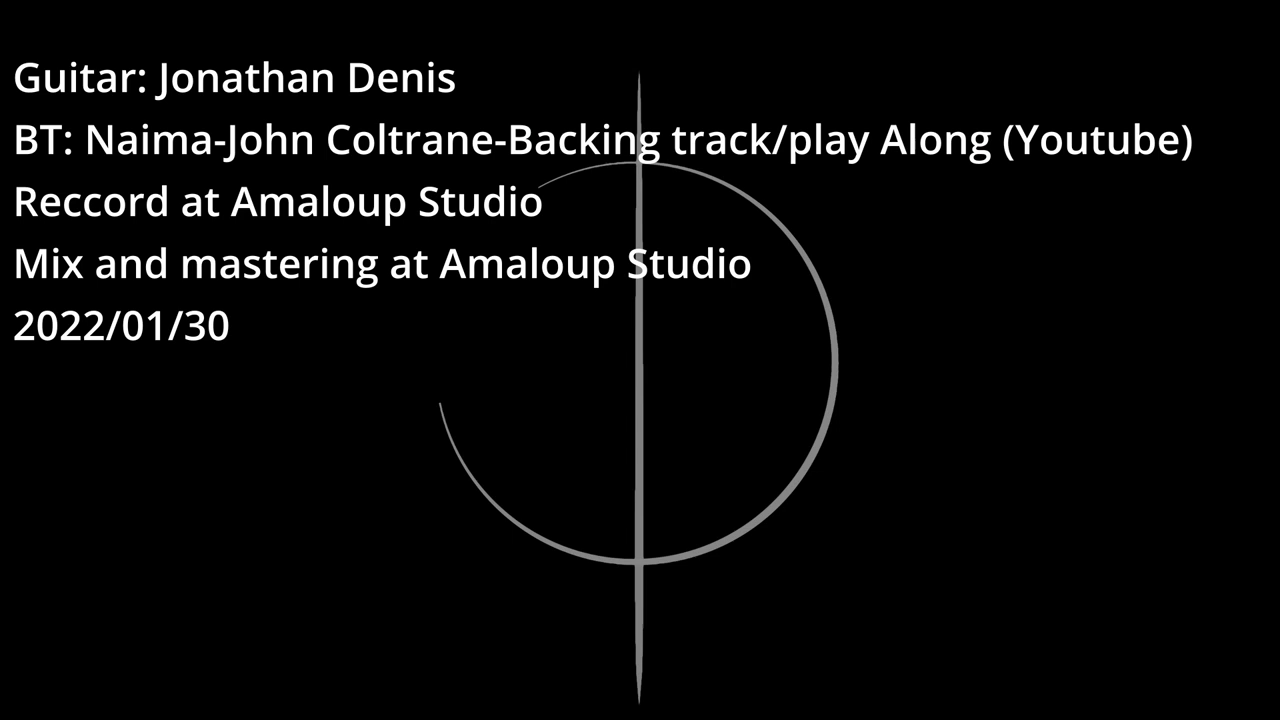 Guitar: Jonathan Denis
BT: Naima-John Coltrane-Backing track/play Along (Youtube)
Reccord at Amaloup Studio
Mix and mastering at Amaloup Studio
2022/01/30